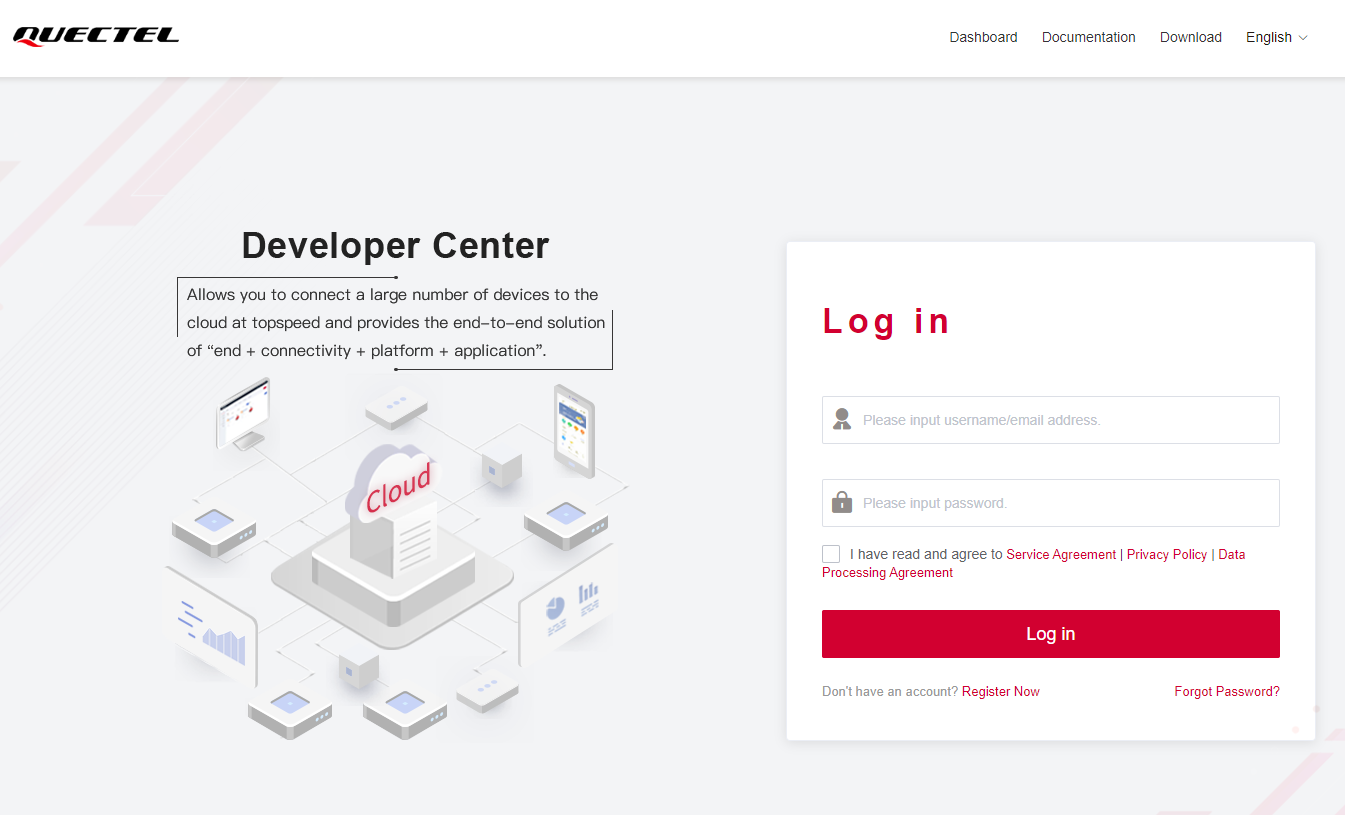 QUECTEL
Dashboard Documentation Download English
Developer Center
Allows you to connect a large number of devices to the
cloud at topspeed and provides the end-to-end solution
of “end + connectivity + platform + application”.
Cloud
Log in
Please input username/email address.
Please input password.
I have read and agree to Service Agreement | Privacy Policy | Data
Processing Agreement
Log in
Don't have an account? Register Now Forgot Password?